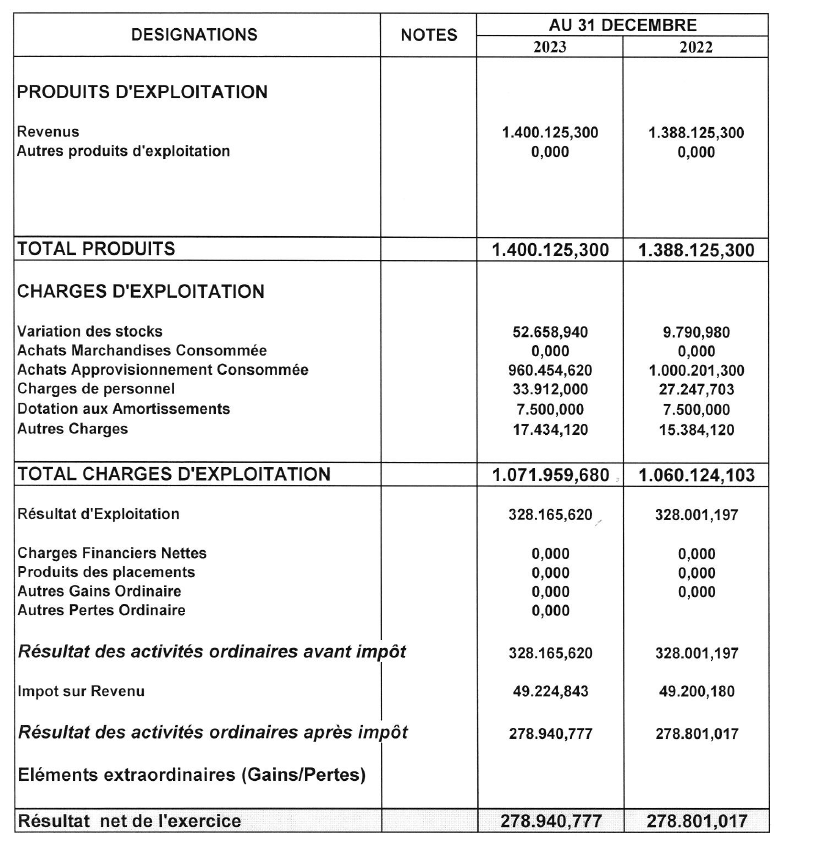 DESIGNATIONS NOTES AU 31 DECEMBRE
2023 2022
PRODUITS D'EXPLOITATION
Revenus 1.400.125,300 1.388.125,300
Autres produits d'exploitation 0,000 0,000
TOTAL PRODUITS 1.400.125,300 1.388.125,300
CHARGES D'EXPLOITATION
Variation des stocks 52.658,940 9.790,980
Achats Marchandises Consommée 0,000 0,000
Achats Approvisionnement Consommée 960.454,620 1.000.201,300
Charges de personnel 33.912,000 27.247,703
Dotation aux Amortissements 7.500,000 7.500,000
Autres Charges 17.434,120 15.384,120
TOTAL CHARGES D'EXPLOITATION 1.071.959,680 1.060.124,103
Résultat d'Exploitation 328.165,620 328.001,197
Charges Financiers Nettes 0,000 0,000
Produits des placements 0,000 0,000
Autres Gains Ordinaire 0,000 0,000
Autres Pertes Ordinaire 0,000
Résultat des activités ordinaires avant impôt 328.165,620 328.001,197
Impot sur Revenu 49.224,843 49.200,180
Résultat des activités ordinaires après impôt 278.940,777 278.801,017
Eléments extraordinaires (Gains/Pertes)
Résultat net de l'exercice 278.940,777 278.801,017